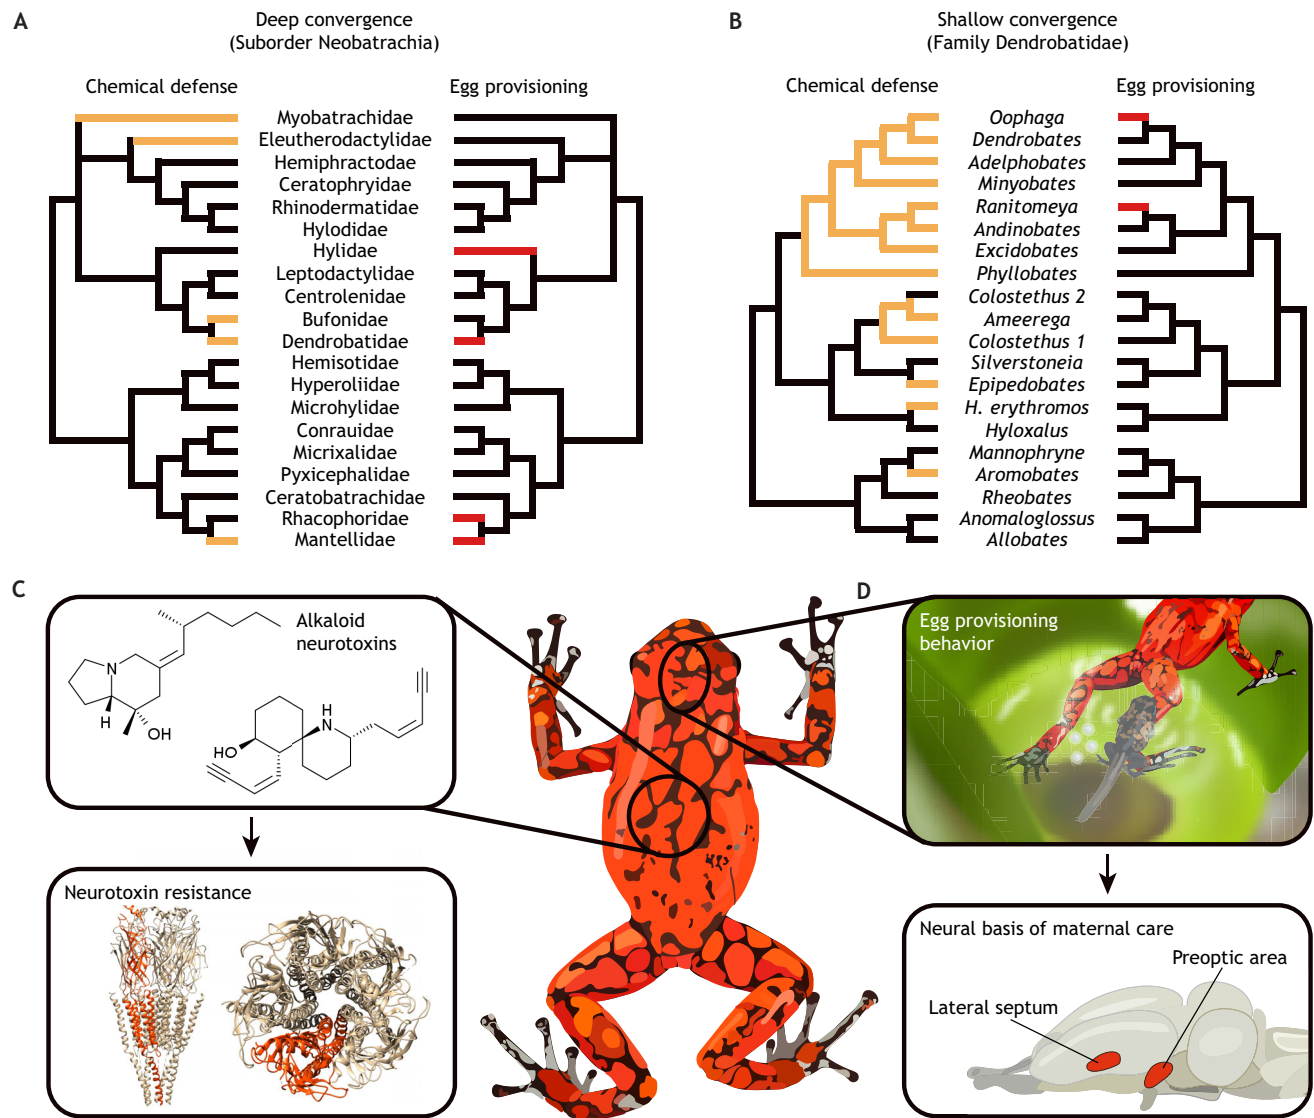 A
Deep convergence
(Suborder Neobatrachia)
Chemical defense
Egg provisioning
Myobatrachidae
Eleutherodactylidae
Hemiphractodae
Ceratophryidae
Rhinodermatidae
Hylodidae
Hylidae
Leptodactylidae
Centrolenidae
Bufonidae
Dendrobatidae
Hemisotidae
Hyperoliidae
Microhylidae
Conrauidae
Micrixalidae
Pyxicephalidae
Ceratobatrachidae
Rhacophoridae
Mantellidae
B
Shallow convergence
(Family Dendrobatidae)
Chemical defense
Egg provisioning
Oophaga
Dendrobates
Adelphobates
Minyobates
Ranitomeya
Andinobates
Excidobates
Phyllobates
Colostethus 2
Ameerega
Colostethus 1
Silverstoneia
Epipedobates
H. erythromos
Hyloxalus
Mannophryne
Aromobates
Rheobates
Anomaloglossus
Allobates
C
Alkaloid
neurotoxins
N
H
OH
H
N
HO
Neurotoxin resistance
D
Egg provisioning
behavior
Neural basis of maternal care
Preoptic area
Lateral septum